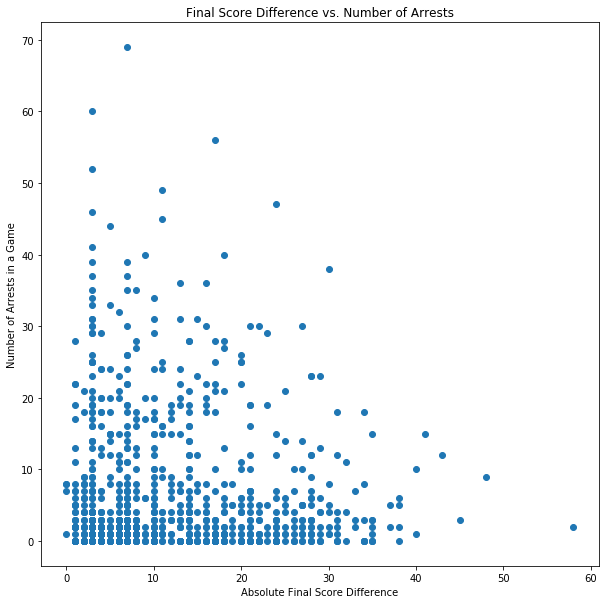 Final Score Difference vs. Number of Arrests
Number of Arrests in a Game
70
60
50
40
30
20
10
0
0 10 20 30 40 50 60
Absolute Final Score Difference